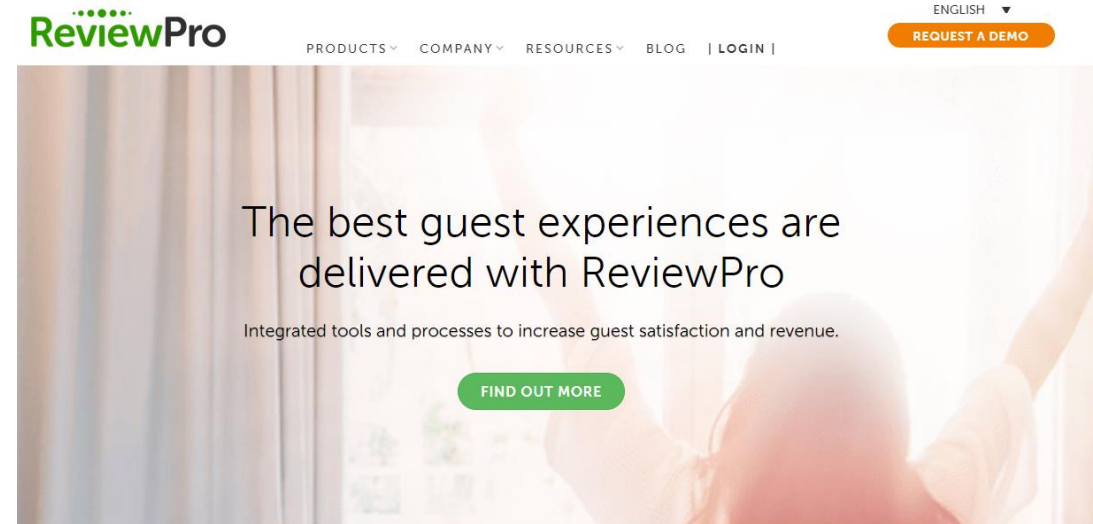 ReviewPro
PRODUCTS
COMPANY
RESOURCES
BLOG
| LOGIN |
ENGLISH
REQUEST A DEMO
The best guest experiences are
delivered with ReviewPro
Integrated tools and processes to increase guest satisfaction and revenue.
FIND OUT MORE